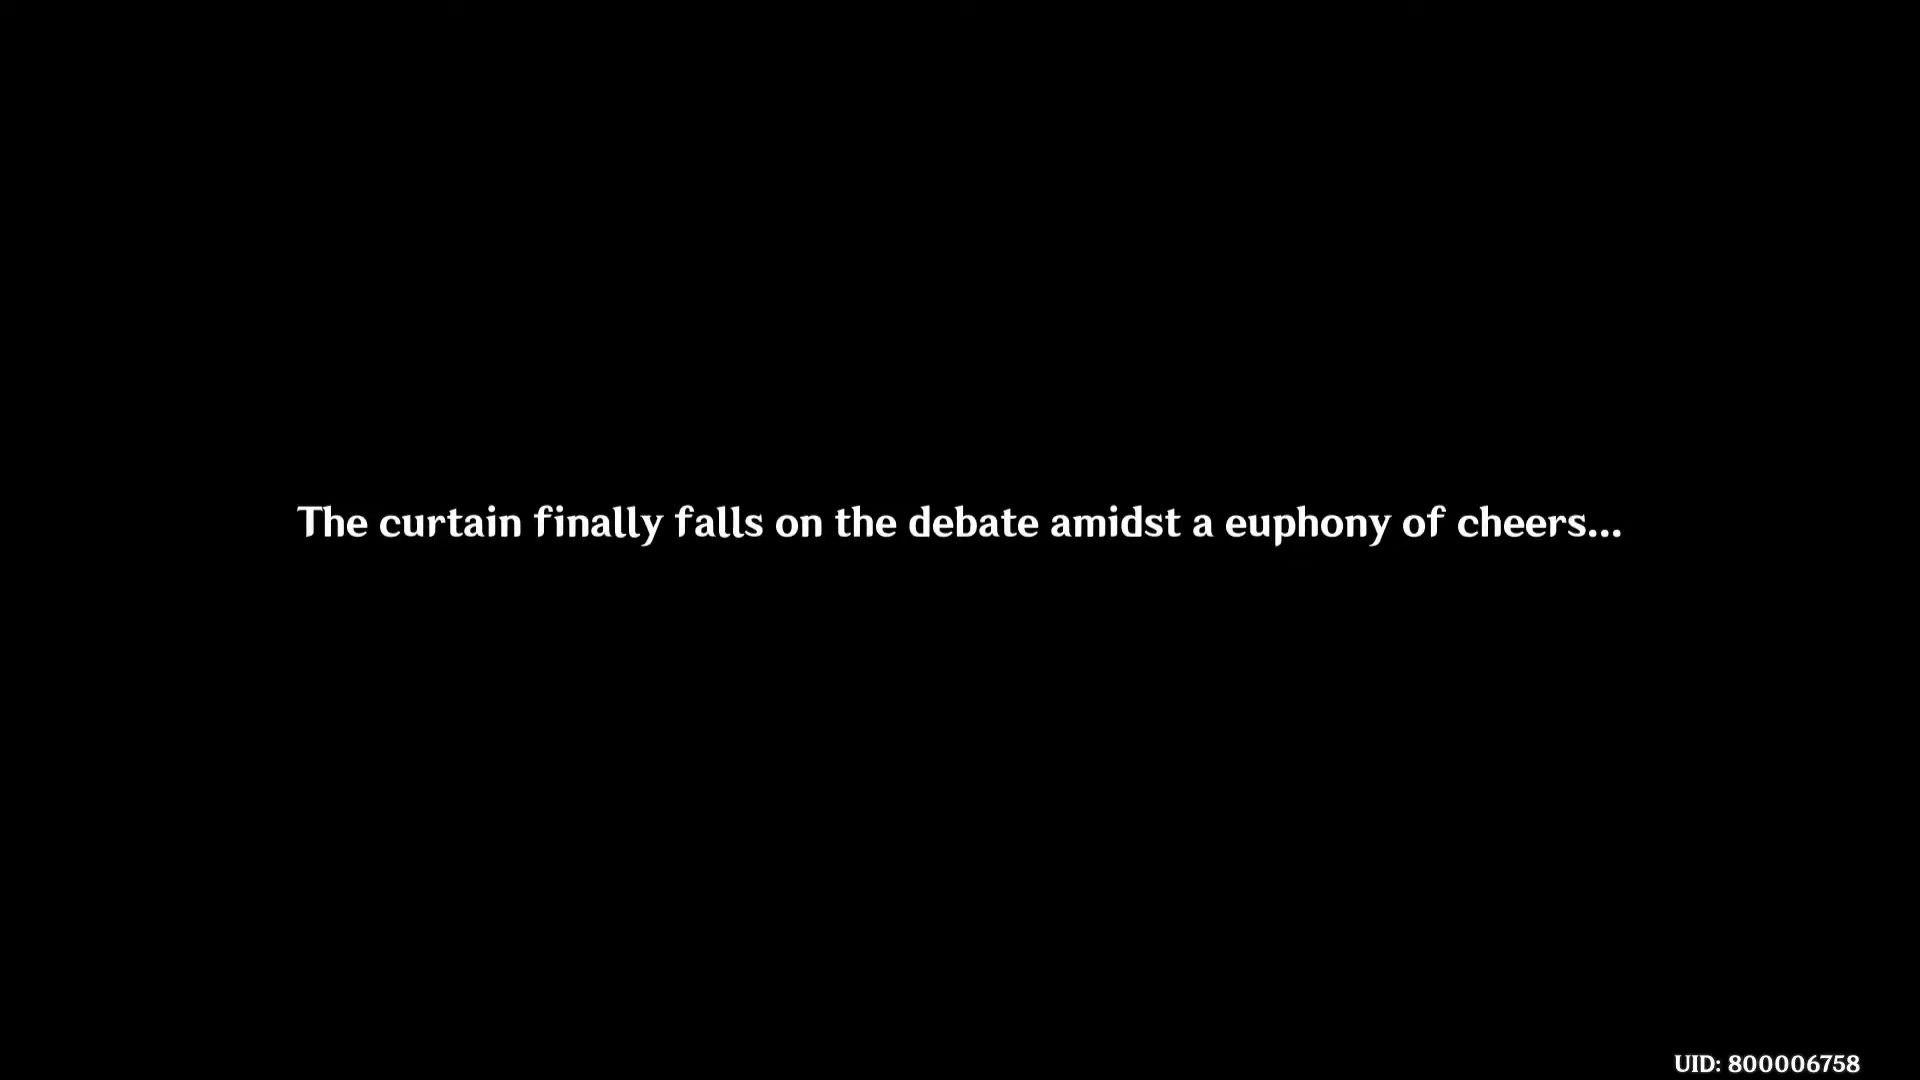 The curtain finally falls on the debate amidst a euphony of cheers...
UID: 800006758